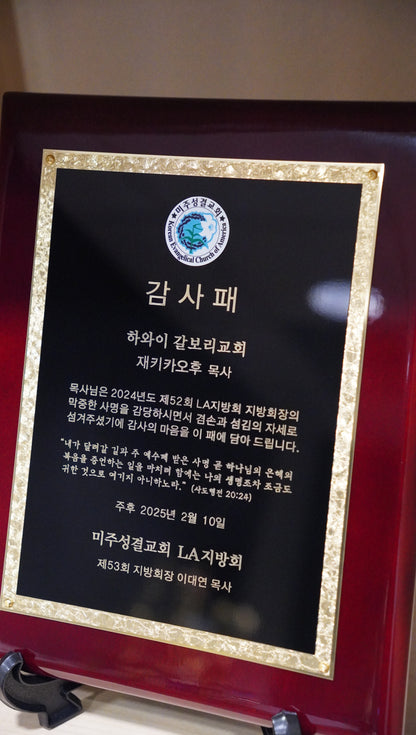 ★미주성결교회★
Korean Evangelical Church of America
감사패
하와이 갈보리교회
재키카오후 목사
목사님은 2024년도 제52회 LA지방회 지방회장의
막중한 사명을 감당하시면서 겸손과 섬김의 자세로
섬겨주셨기에 감사의 마음을 이 패에 담아 드립니다.
"내가 달려갈 길과 주 예수께 받은 사명 곧 하나님의 은혜의
복음을 증언하는 일을 마치려 함에는 나의 생명조차 조금도
귀한 것으로 여기지 아니하노라." (사도행전 20:24)
주후 2025년 2월 10일
미주성결교회 LA지방회
제53회 지방회장 이대연 목사